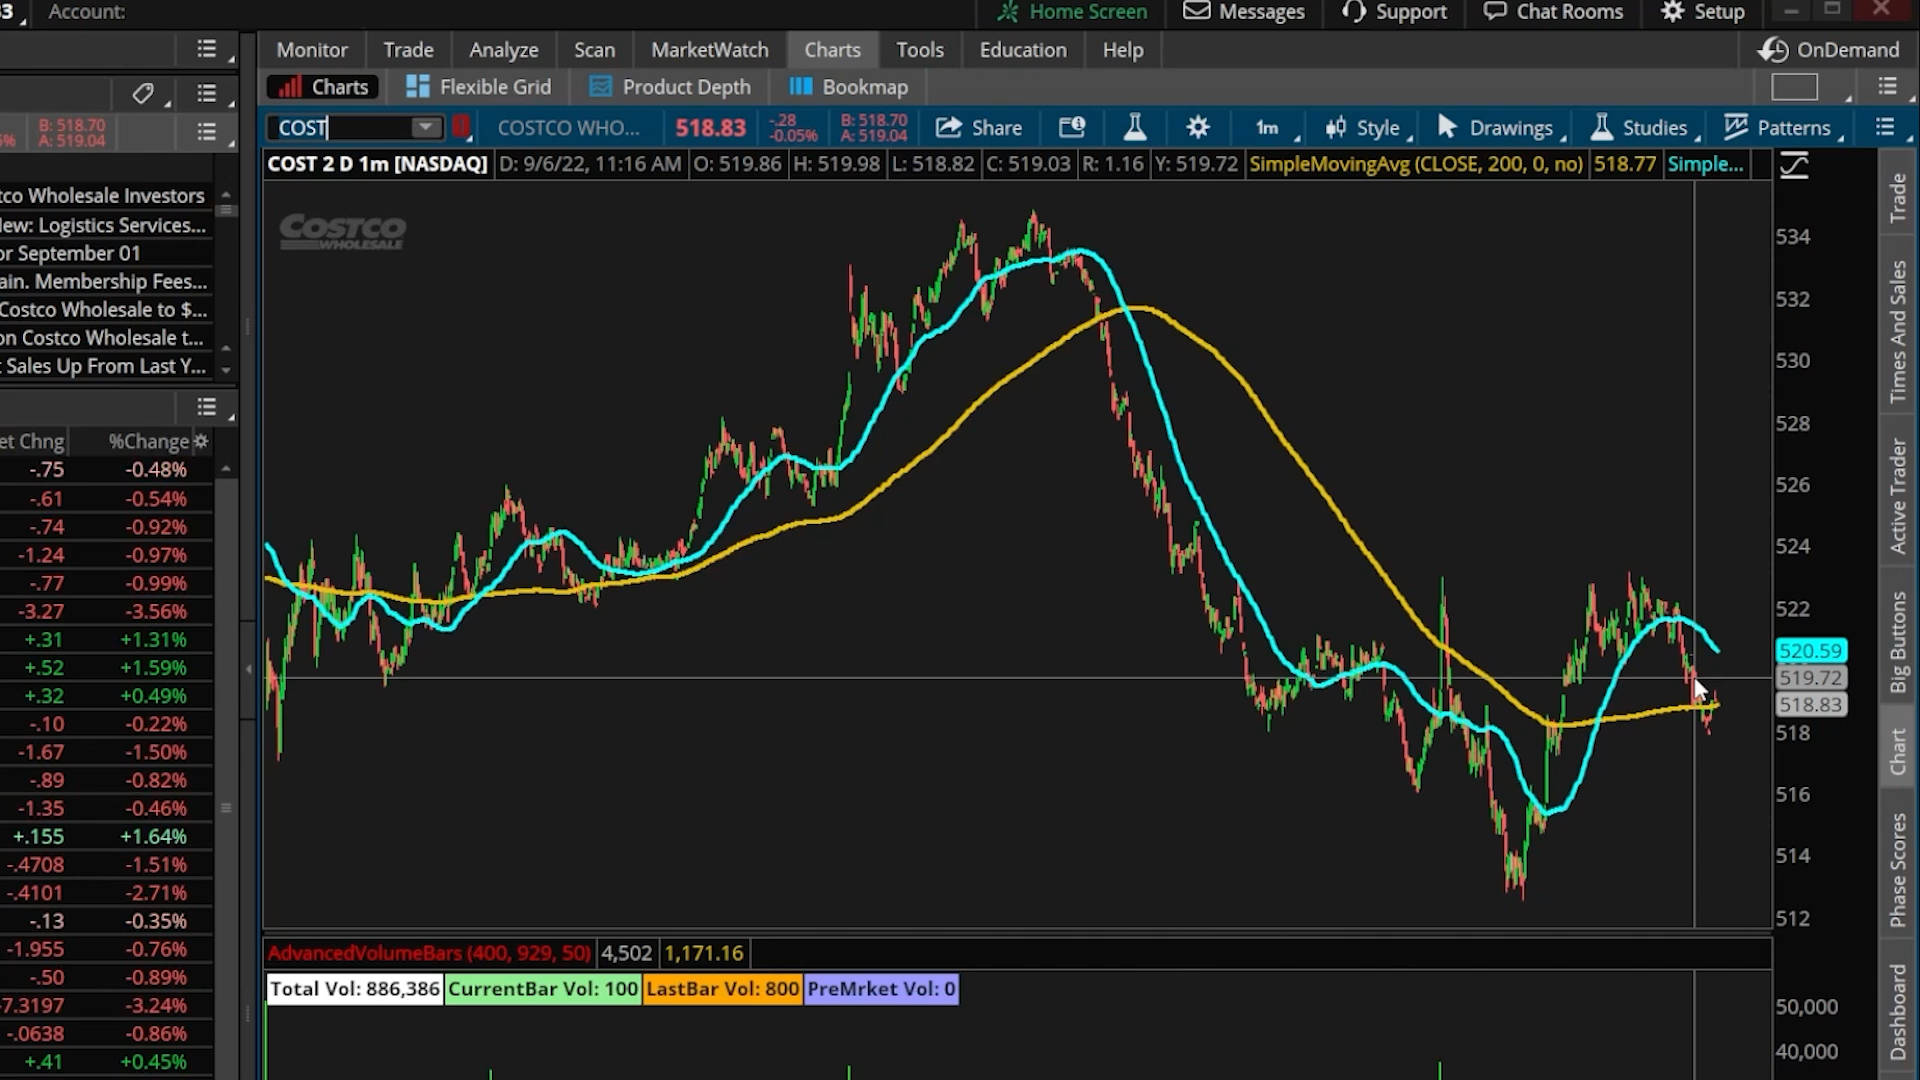 3 Account: Home Screen Messages Support Chat Rooms Setup
Monitor Trade Analyze Scan MarketWatch Charts Tools Education Help OnDemand
Charts Flexible Grid Product Depth Bookmap
% B: 518.70 A: 519.04
COST COSTCO WHO... 518.83 -.28 -0.05% B: 518.70 A: 519.04 Share 1m Style Drawings Studies Patterns
COST 2 D 1m [NASDAQ] D: 9/6/22, 11:16 AM O: 519.86 H: 519.98 L: 518.82 C: 519.03 R: 1.16 Y: 519.72 SimpleMovingAvg (CLOSE, 200, 0, no) 518.77 Simple...
COSTCO
WHOLESALE
tco Wholesale Investors
ew: Logistics Services...
or September 01
ain. Membership Fees...
Costco Wholesale to $...
on Costco Wholesale t...
t Sales Up From Last Y...
et Chng %Change
-.75 -0.48%
-.61 -0.54%
-.74 -0.92%
-1.24 -0.97%
-.77 -0.99%
-3.27 -3.56%
+.31 +1.31%
+.52 +1.59%
+.32 +0.49%
-.10 -0.22%
-1.67 -1.50%
-.89 -0.82%
-1.35 -0.46%
+.155 +1.64%
-.4708 -1.51%
-.4101 -2.71%
-.13 -0.35%
-1.955 -0.76%
-.50 -0.89%
-7.3197 -3.24%
-.0638 -0.86%
+.41 +0.45%
534
532
530
528
526
524
522
520.59
519.72
518.83
518
516
514
512
AdvancedVolumeBars (400, 929, 50) 4,502 1,171.16
Total Vol: 886,386 CurrentBar Vol: 100 LastBar Vol: 800 PreMrket Vol: 0
50,000
40,000
Trade
Times And Sales
Active Trader
Big Buttons
Chart
Phase Scores
Dashboard